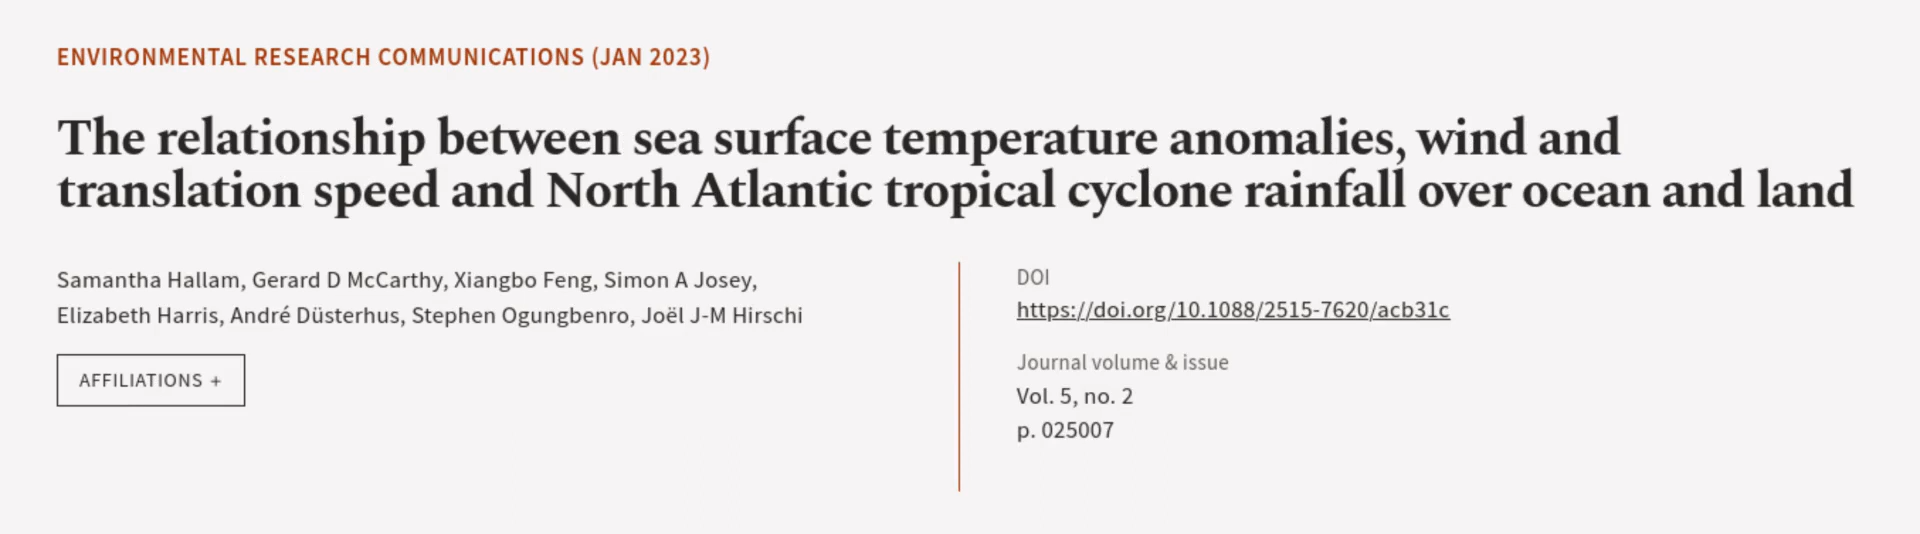 ENVIRONMENTAL RESEARCH COMMUNICATIONS (JAN 2023)
The relationship between sea surface temperature anomalies, wind and
translation speed and North Atlantic tropical cyclone rainfall over ocean and land
Samantha Hallam, Gerard D McCarthy, Xiangbo Feng, Simon A Josey,
Elizabeth Harris, André Düsterhus, Stephen Ogungbenro, Joël J-M Hirschi
AFFILIATIONS +
DOI
https://doi.org/10.1088/2515-7620/acb31c
Journal volume & issue
Vol. 5, no. 2
p. 025007